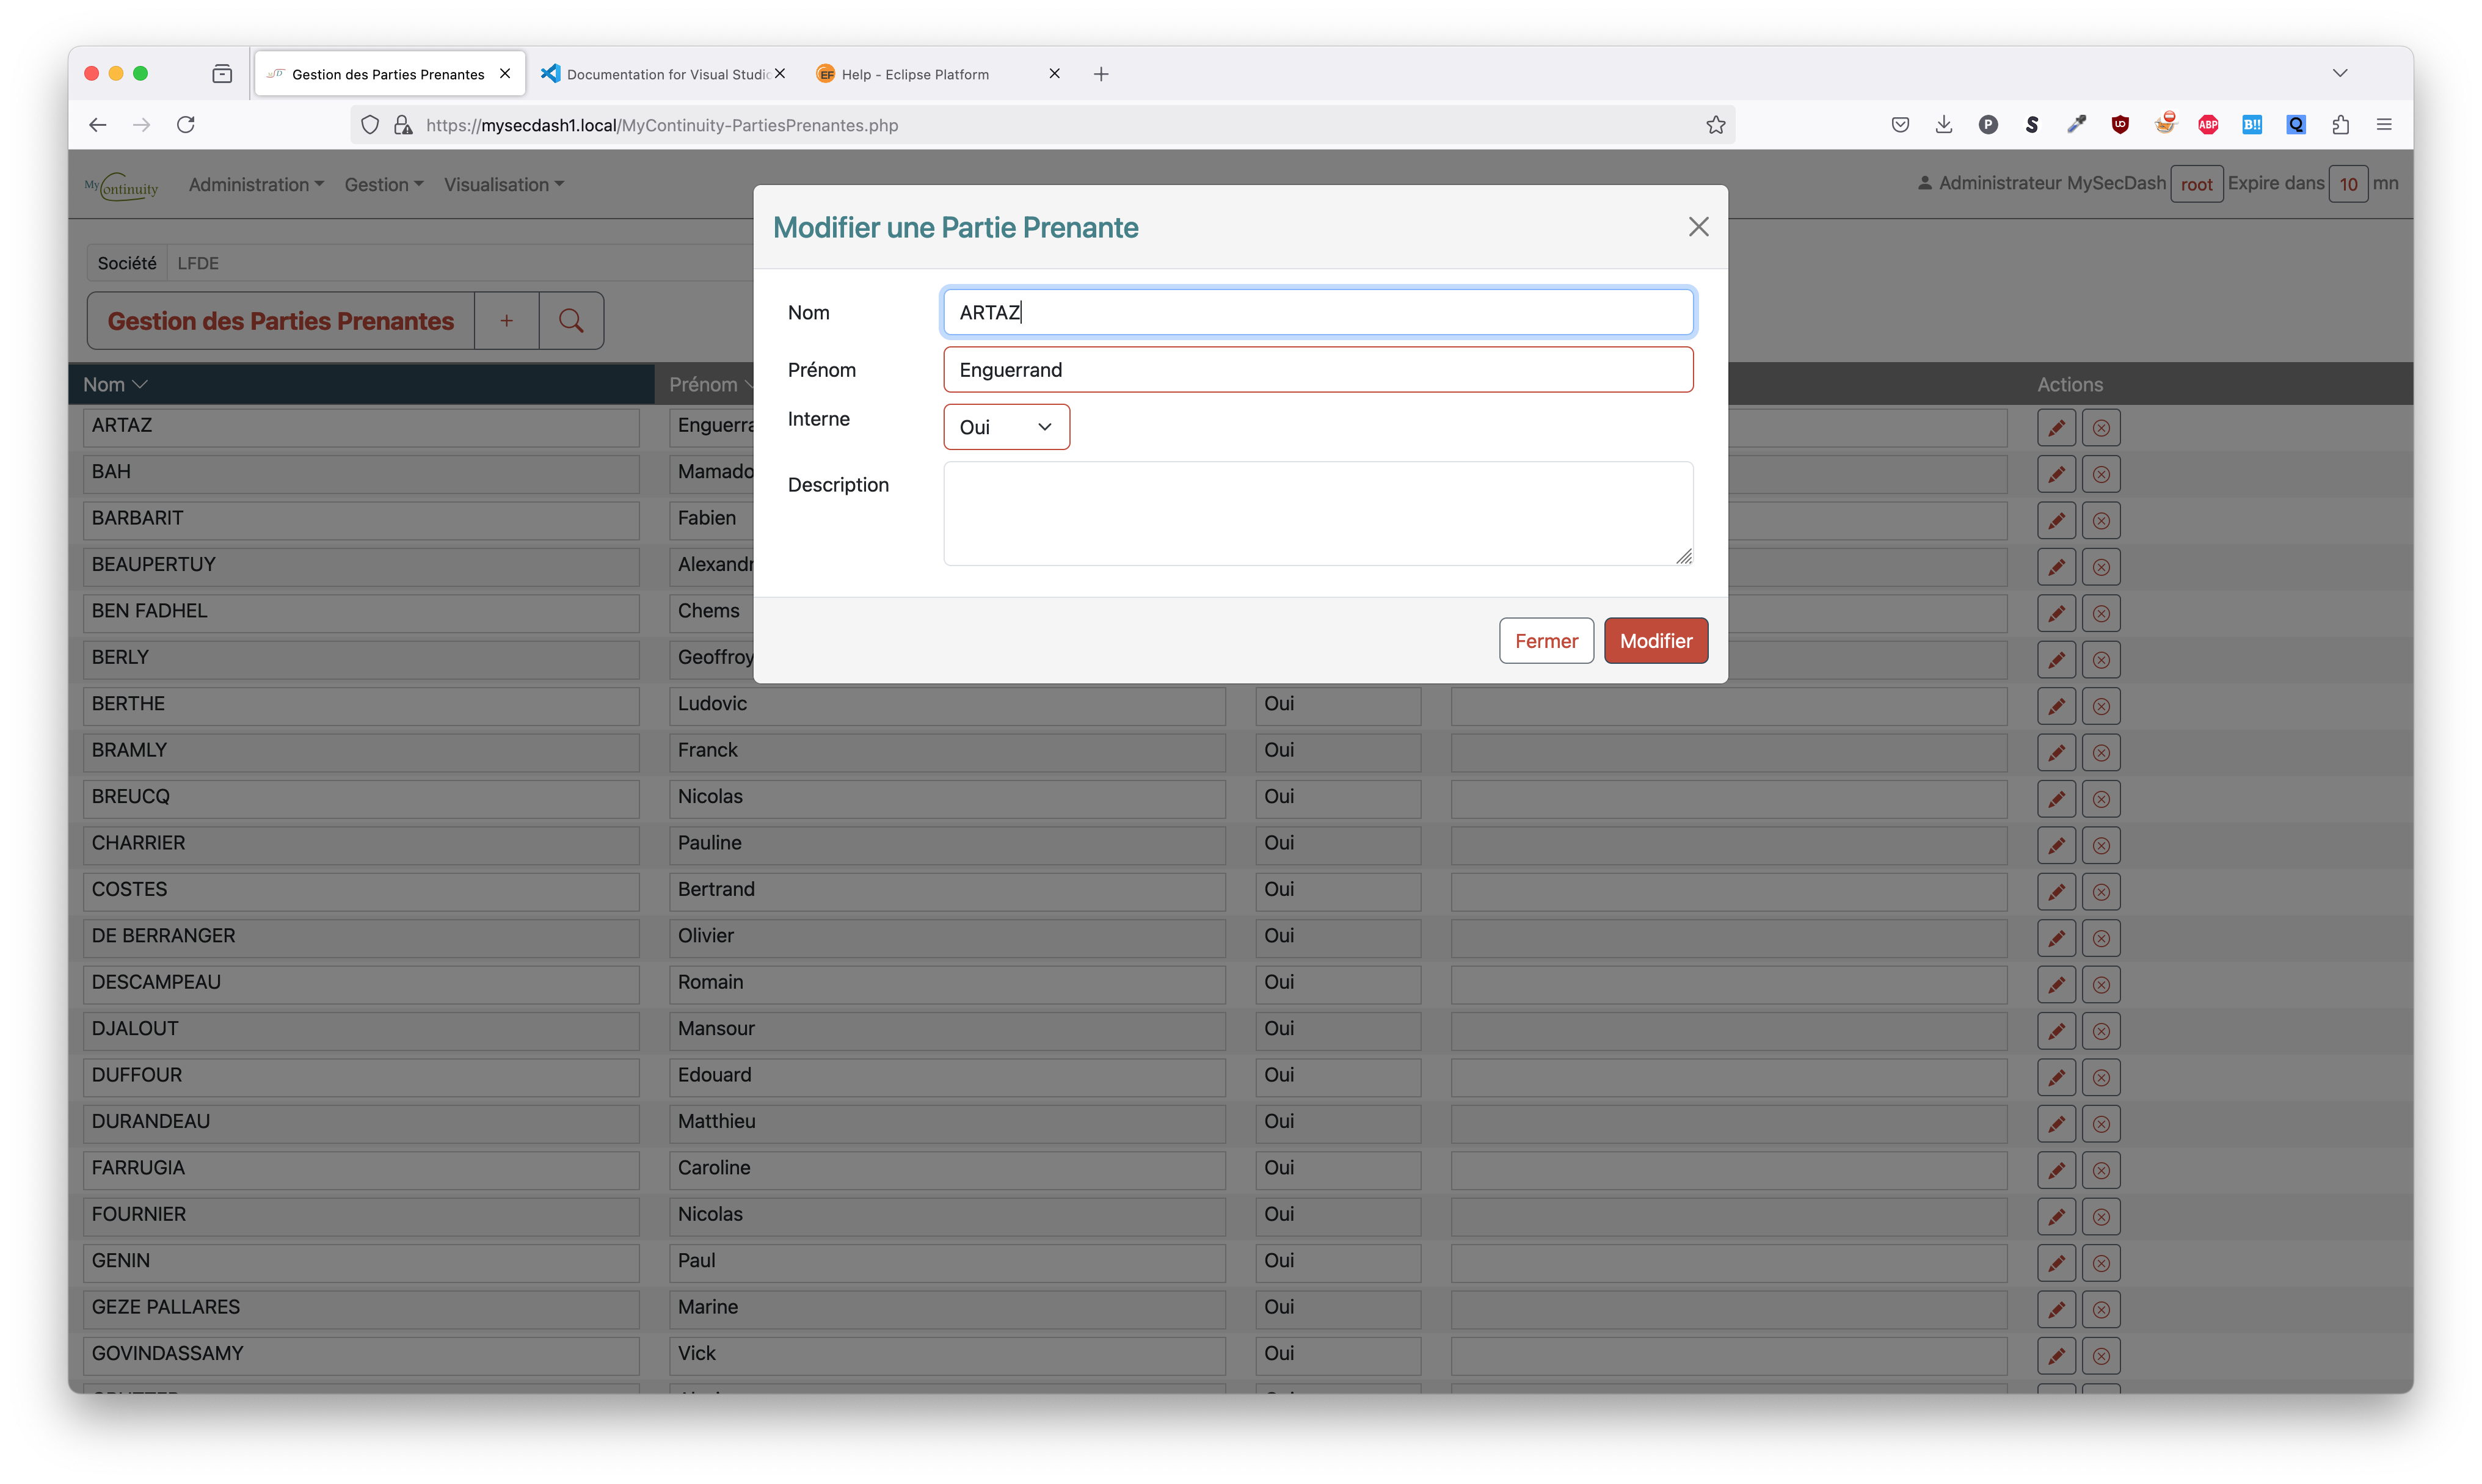 Gestion des Parties Prenantes
Documentation for Visual Studio
Help - Eclipse Platform
https://mysecdash1.local/MyContinuity-PartiesPrenantes.php
MyContinuity
Administration Gestion Visualisation
Administrateur MySecDash root Expire dans 10 mn
Société LFDE
Gestion des Parties Prenantes +
Modifier une Partie Prenante
Nom ARTAZ
Prénom Enguerrand
Interne Oui
Description
Fermer Modifier
Nom Prénom Actions
ARTAZ Enguerra
BAH Mamado
BARBARIT Fabien
BEAUPERTUY Alexandr
BEN FADHEL Chems
BERLY Geoffroy
BERTHE Ludovic Oui
BRAMLY Franck Oui
BREUCQ Nicolas Oui
CHARRIER Pauline Oui
COSTES Bertrand Oui
DE BERRANGER Olivier Oui
DESCAMPEAU Romain Oui
DJALOUT Mansour Oui
DUFFOUR Edouard Oui
DURANDEAU Matthieu Oui
FARRUGIA Caroline Oui
FOURNIER Nicolas Oui
GENIN Paul Oui
GEZE PALLARES Marine Oui
GOVINDASSAMY Vick Oui